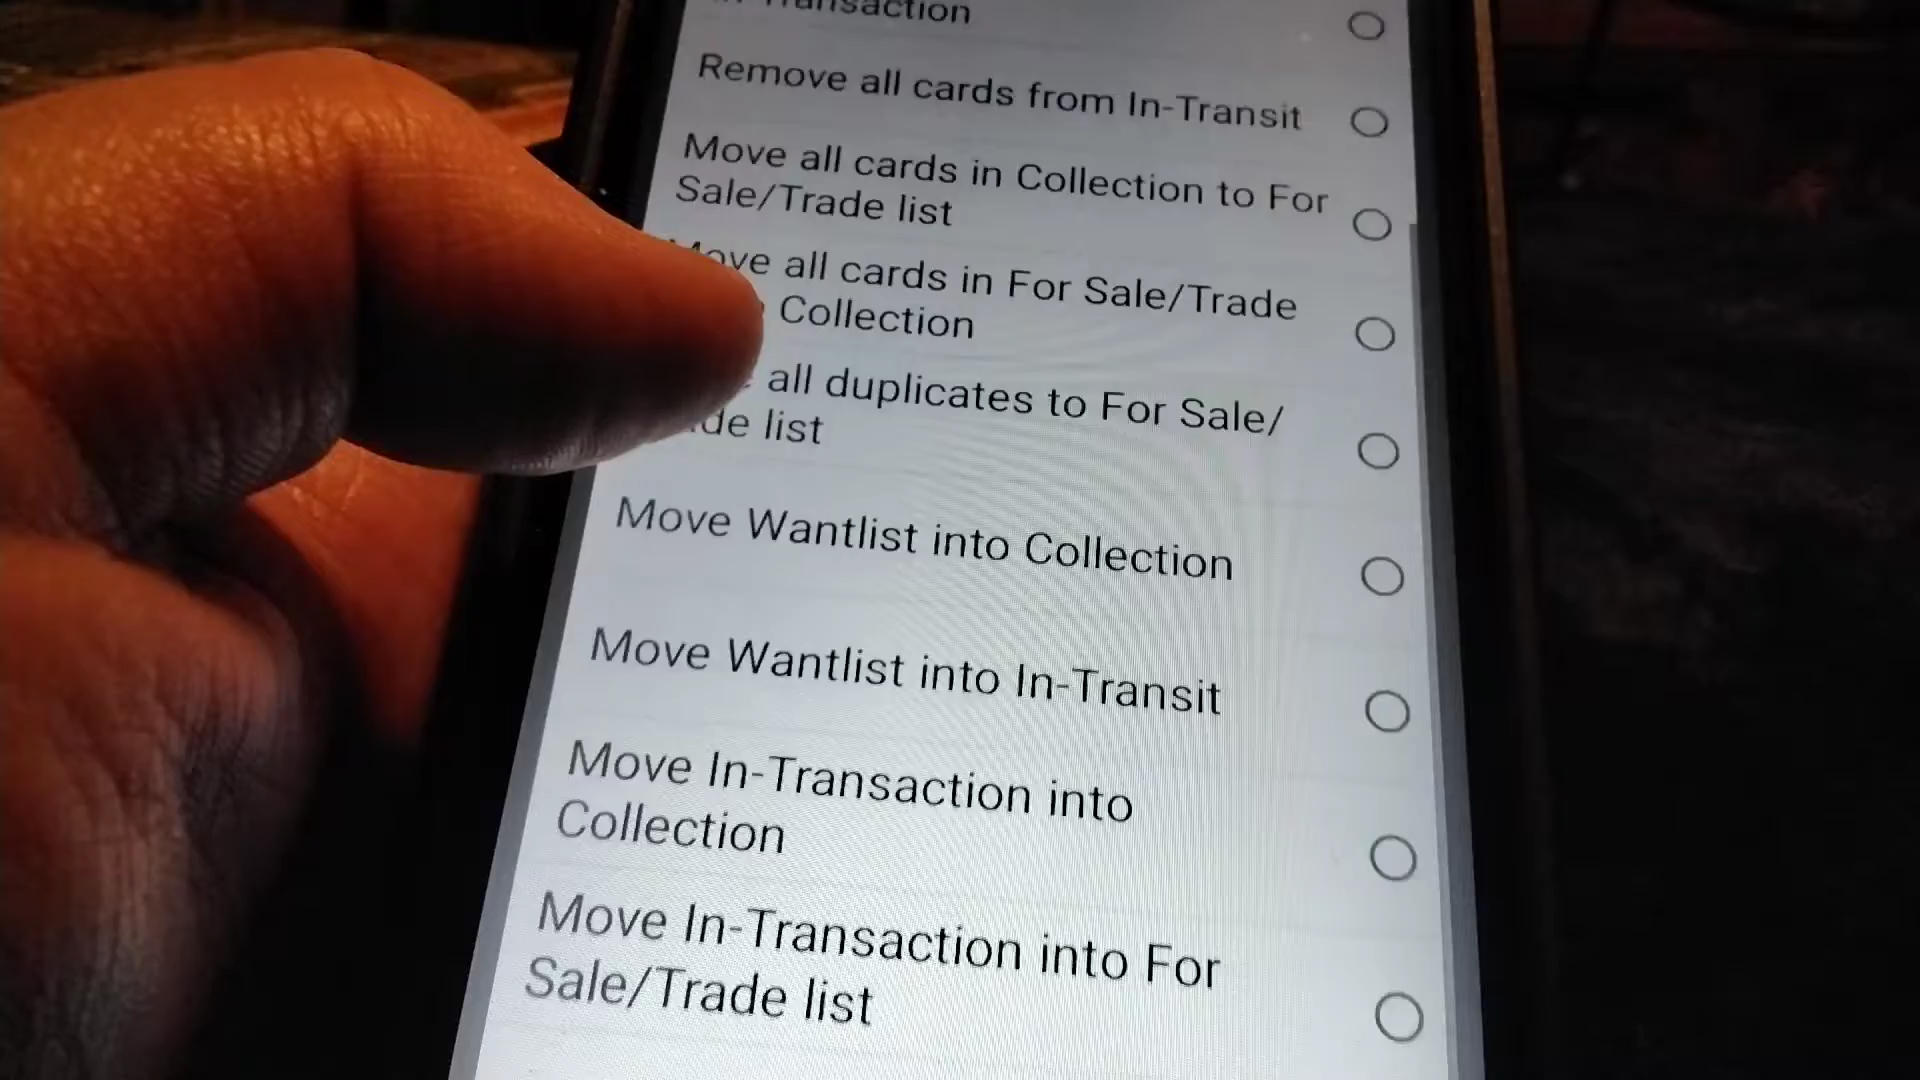 Transaction
Remove all cards from In-Transit
Move all cards in Collection to For
Sale/Trade list
all cards in For Sale/Trade
Collection
all duplicates to For Sale/
list
Move Wantlist into Collection
Move Wantlist into In-Transit
Move In-Transaction into
Collection
Move In-Transaction into For
Sale/Trade list